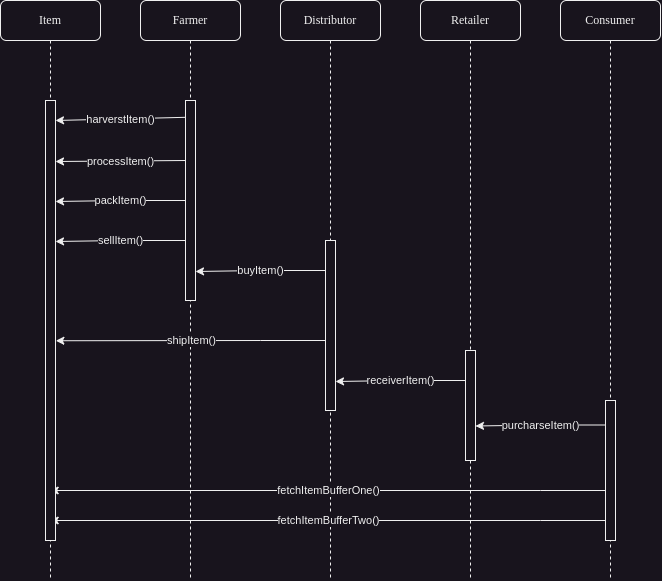 Item
Farmer
Distributor
Retailer
Consumer
harverstItem()
processItem()
packItem()
sellItem()
buyItem()
shipItem()
receiverItem()
purcharseItem()
fetchItemBufferOne()
fetchItemBufferTwo()